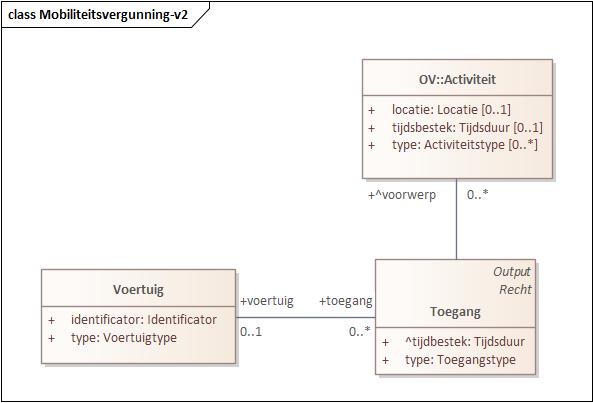 class Mobiliteitsvergunning-v2
OV::Activiteit
+ locatie: Locatie [0..1]
+ tijdsbestek: Tijdsduur [0..1]
+ type: Activiteitstype [0..*]
+^voorwerp 0..*
Output
Recht
Toegang
+ ^tijdbestek: Tijdsduur
+ type: Toegangstype
Voertuig
+ identificator: Identificator
+ type: Voertuigtype
+voertuig +toegang
0..1 0..*